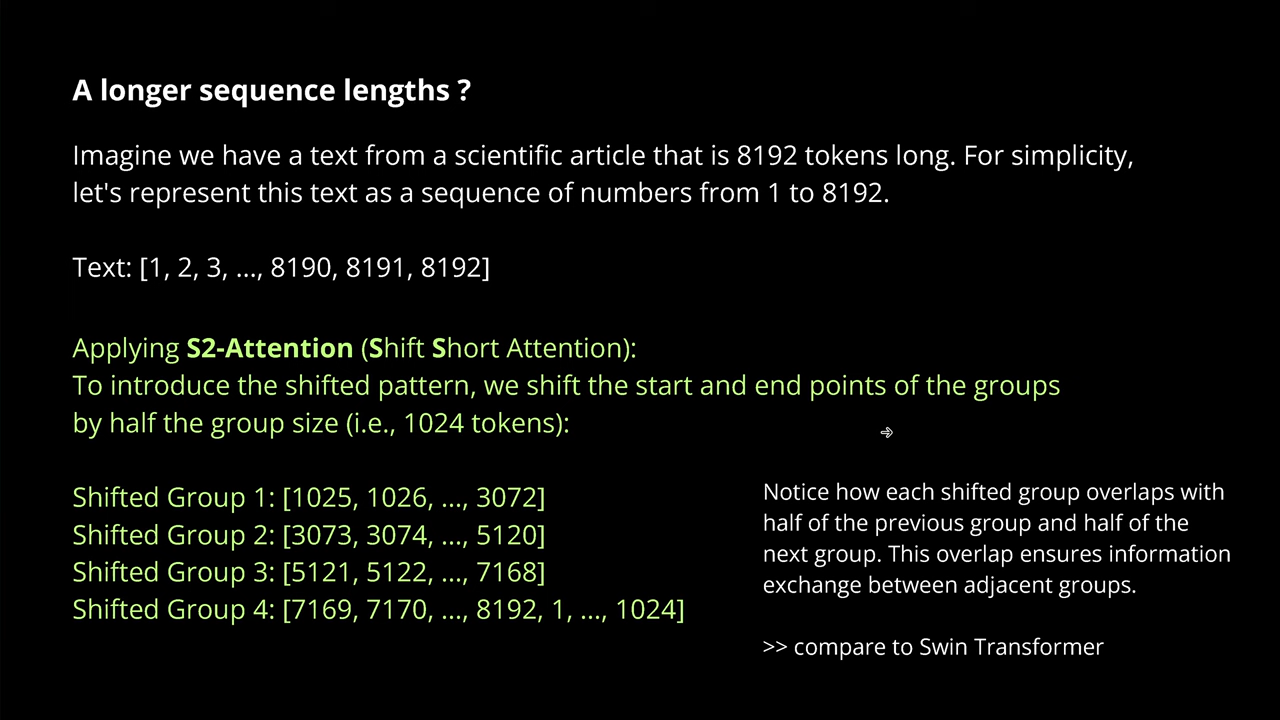 A longer sequence lengths ?
Imagine we have a text from a scientific article that is 8192 tokens long. For simplicity,
let's represent this text as a sequence of numbers from 1 to 8192.
Text: [1, 2, 3, ..., 8190, 8191, 8192]
Applying S2-Attention (Shift Short Attention):
To introduce the shifted pattern, we shift the start and end points of the groups
by half the group size (i.e., 1024 tokens):
Shifted Group 1: [1025, 1026, ..., 3072]
Shifted Group 2: [3073, 3074, ..., 5120]
Shifted Group 3: [5121, 5122, ..., 7168]
Shifted Group 4: [7169, 7170, ..., 8192, 1, ..., 1024]
Notice how each shifted group overlaps with
half of the previous group and half of the
next group. This overlap ensures information
exchange between adjacent groups.
>> compare to Swin Transformer